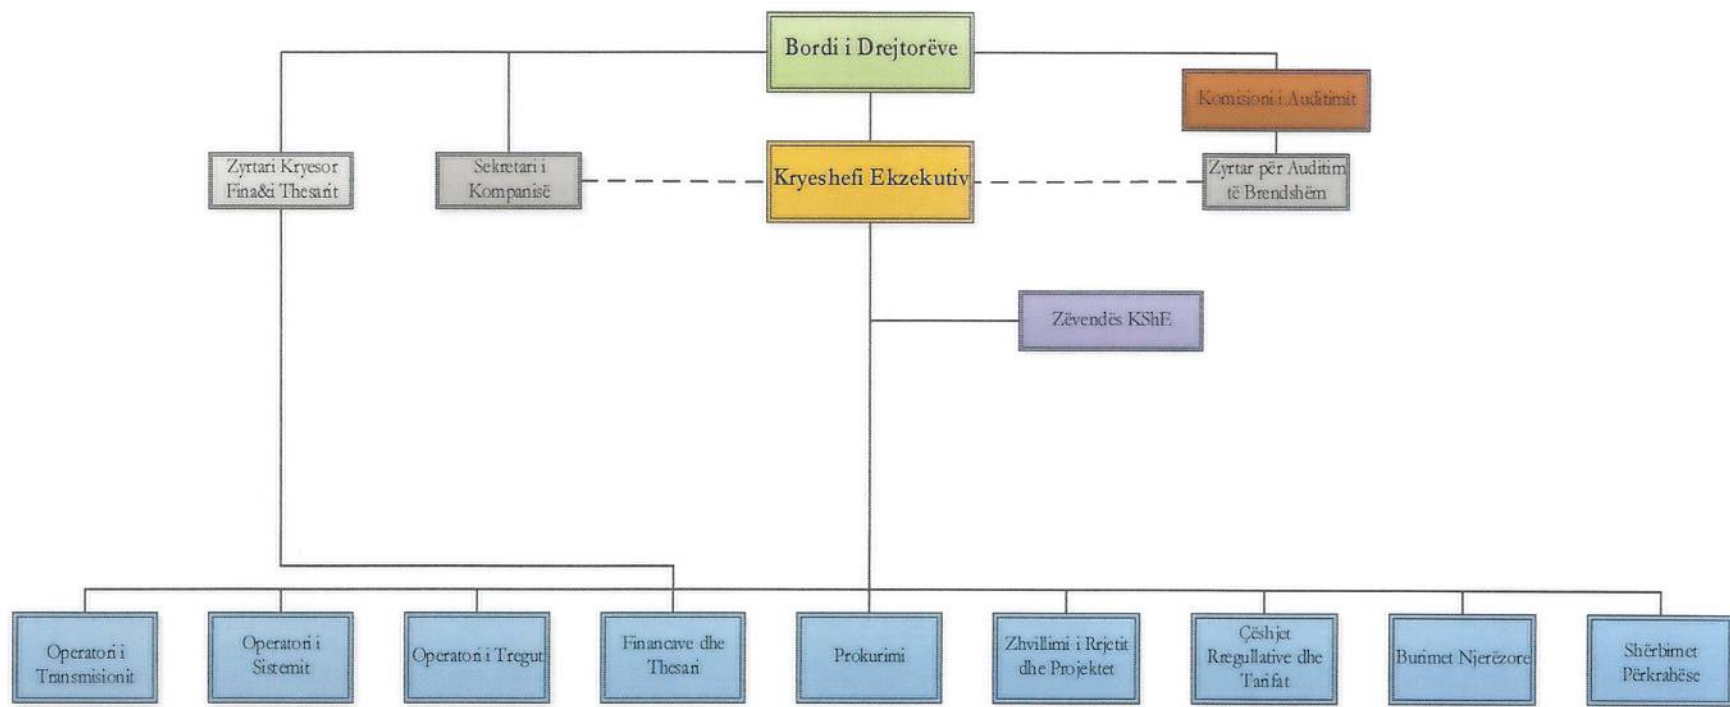 Bordi i Drejtorëve
Komisioni i Auditimit
Zyrtari Kryesor
Fina&i Thesarit
Sekretari i
Kompanisë
Kryeshefi Ekzekutiv
Zyrtar për Auditim
të Brendshëm
Zëvendës KShE
Operatori i
Transmisionit
Operatori i
Sistemit
Operatori i Tregut
Financave dhe
Thesari
Prokurimi
Zhvillimi i Rrjetit
dhe Projektet
Çështjet
Rregullative dhe
Tarifat
Burimet Njerëzore
Shërbimet
Përkrahëse